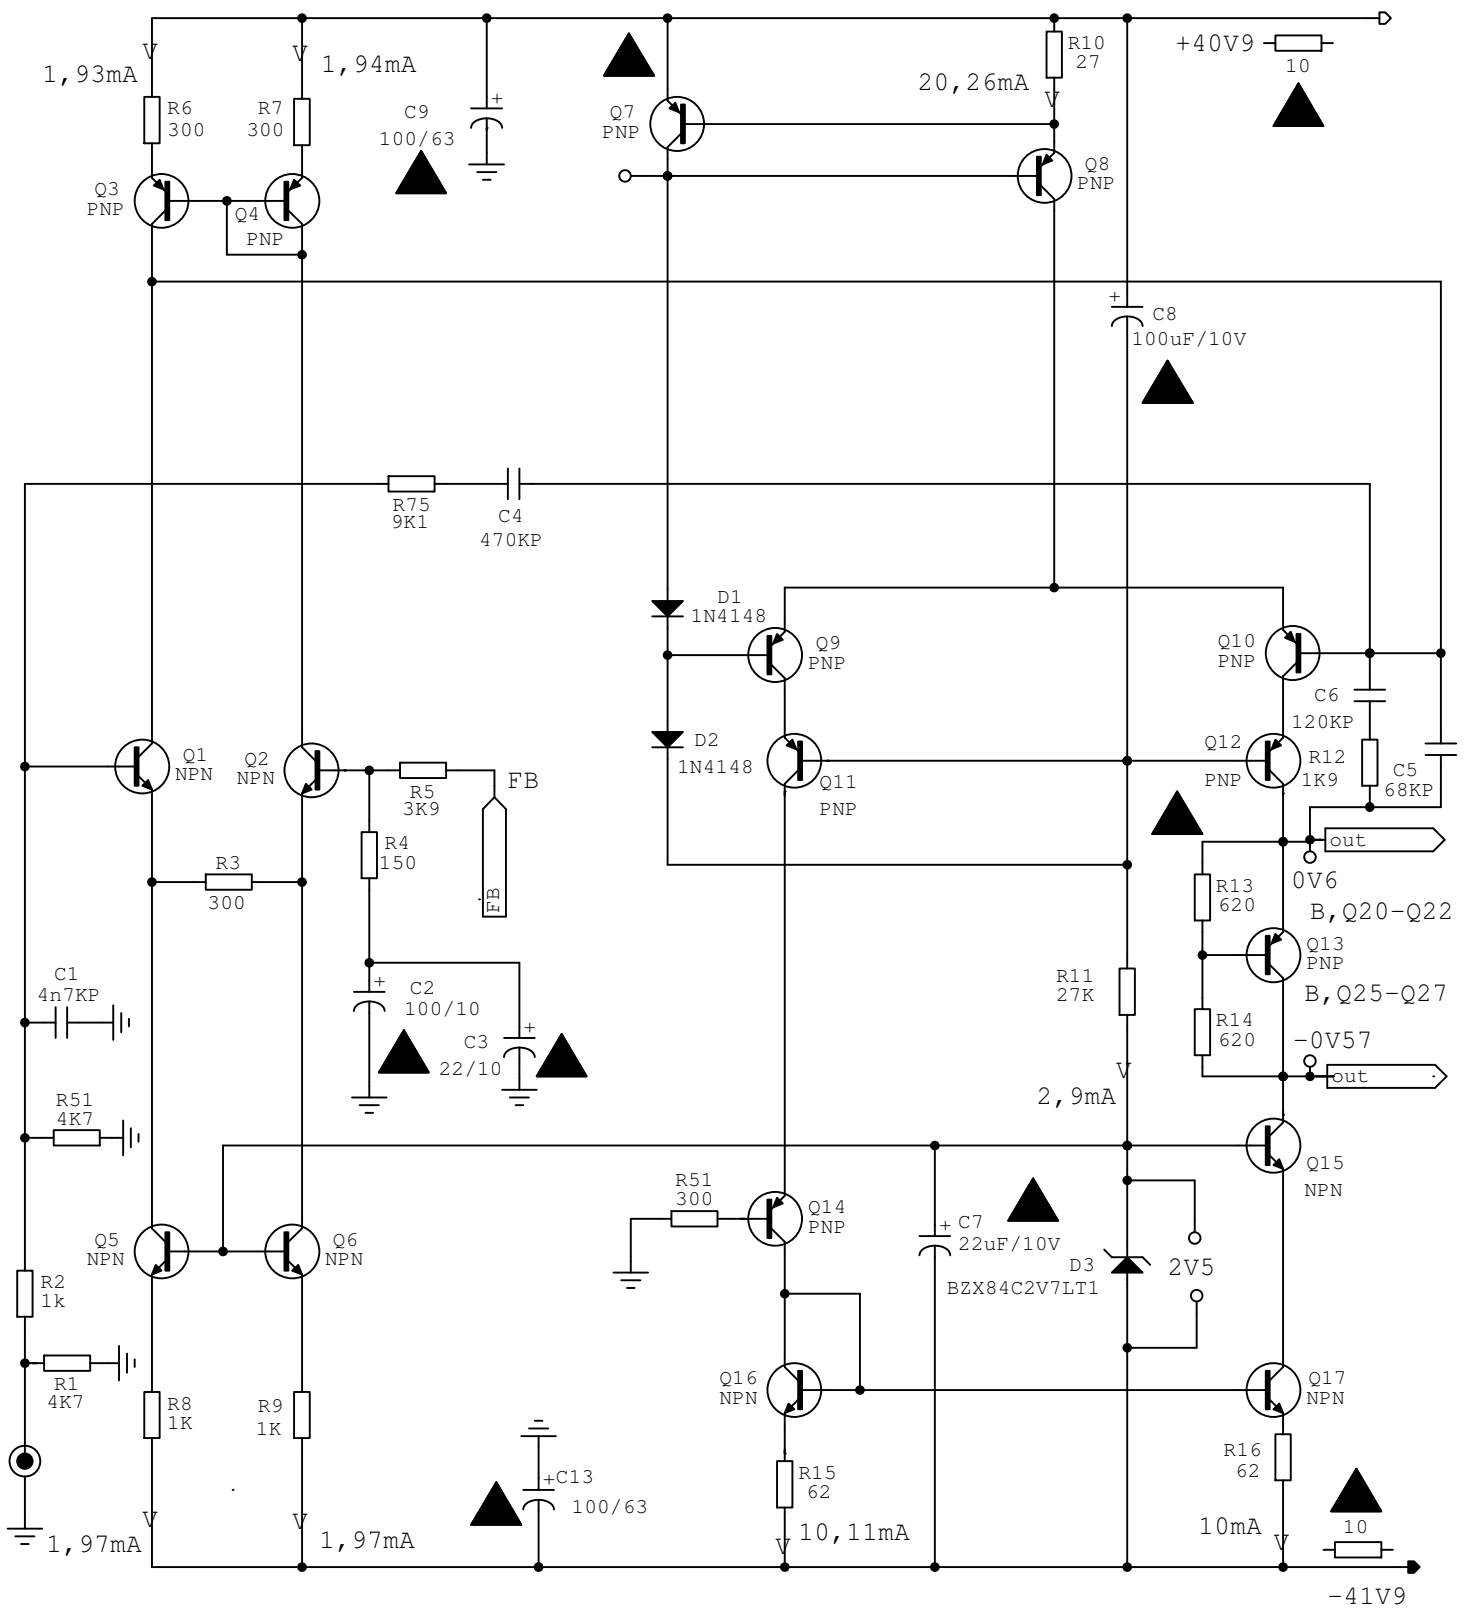 1,93mA
1,94mA
R6
300
R7
300
C9
+
100/63
Q7
PNP
20,26mA
R10
27
+40V9
10
Q3
PNP
Q4
PNP
Q8
PNP
+
C8
100uF/10V
R75
9K1
C4
470KP
D1
1N4148
Q9
PNP
Q10
PNP
C6
120KP
Q1
NPN
Q2
NPN
D2
1N4148
Q11
PNP
Q12
PNP
R12
1K9
C5
68KP
R5
3K9
FB
R4
150
FB
R3
300
out
0V6
R13
620
B,Q20-Q22
Q13
PNP
B,Q25-Q27
C1
4n7KP
+
C2
100/10
C3
22/10
+
R11
27K
R14
620
-0V57
out
2,9mA
R51
4K7
Q15
NPN
R51
300
Q14
PNP
+
C7
22uF/10V
D3
BZX84C2V7LT1
2V5
Q5
NPN
Q6
NPN
R2
1k
R1
4K7
R8
1K
R9
1K
Q16
NPN
Q17
NPN
+
C13
100/63
R15
62
R16
62
1,97mA
1,97mA
10,11mA
10mA
10
-41V9